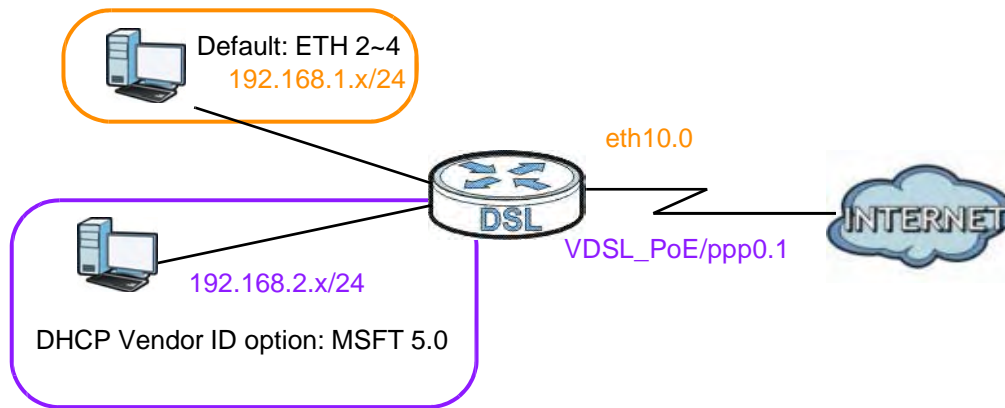 Default: ETH 2~4
192.168.1.x/24
eth10.0
DSL
INTERNET
VDSL_PoE/ppp0.1
192.168.2.x/24
DHCP Vendor ID option: MSFT 5.0